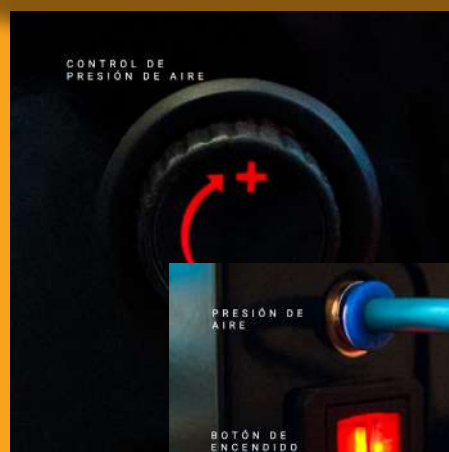 CONTROL DE
PRESIÓN DE AIRE
+
PRESIÓN DE
AIRE
BOTÓN DE
ENCENDIDO